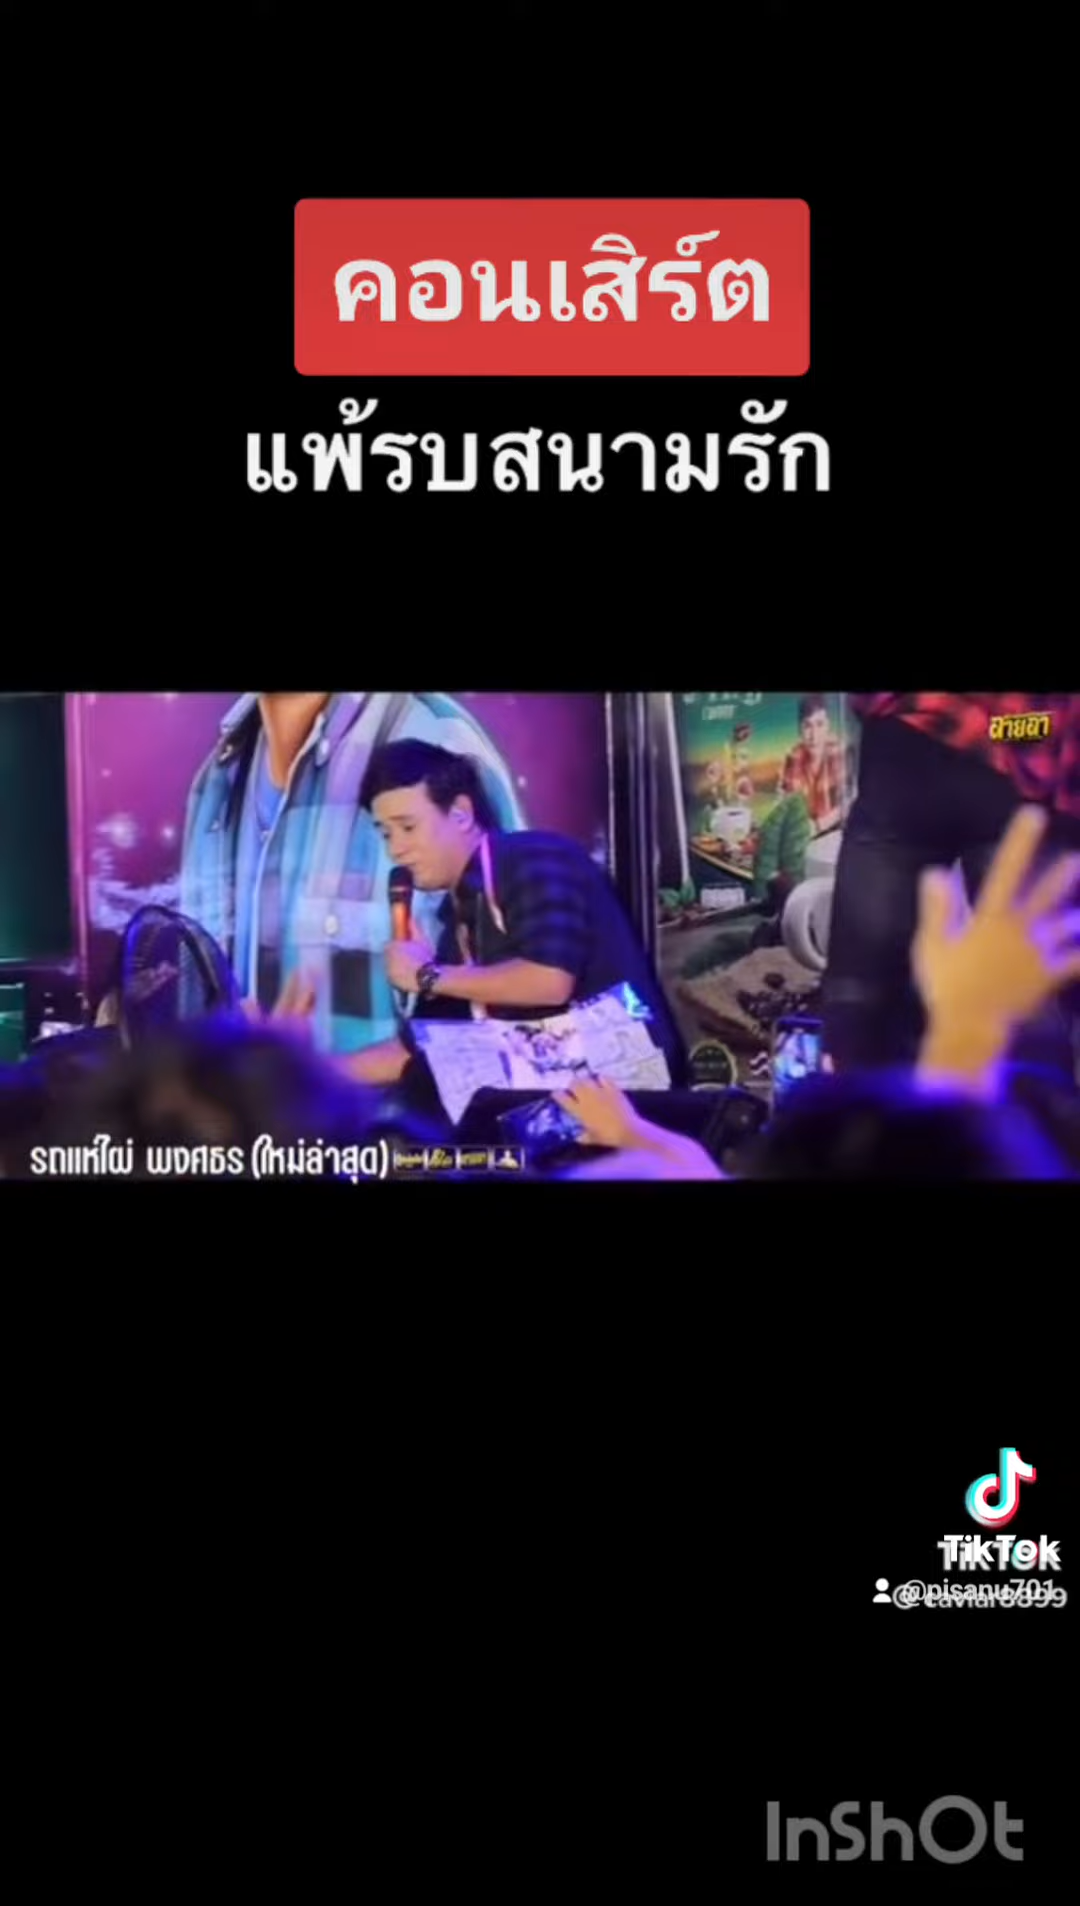 คอนเสิร์ต
แพ้รบสนามรัก
สายฮา
รถแห่ไผ่ พงศธร (ใหม่ล่าสุด)
TikTok
@pisanu701
@caviar8899
InShOt